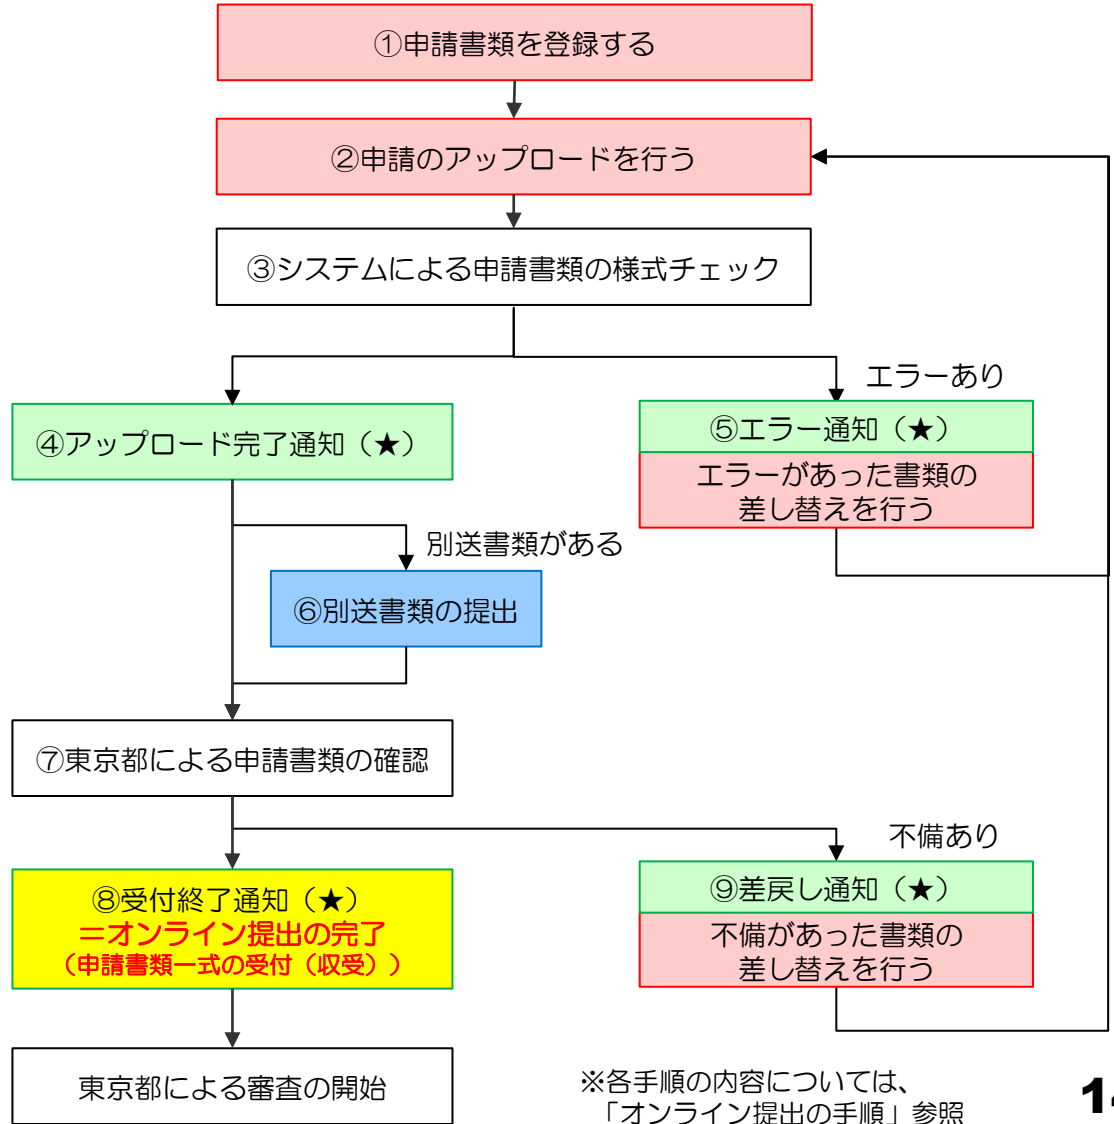 ①申請書類を登録する
②申請のアップロードを行う
③システムによる申請書類の様式チェック
エラーあり
④アップロード完了通知（★）
⑤エラー通知（★）
エラーがあった書類の
差し替えを行う
別送書類がある
⑥別送書類の提出
⑦東京都による申請書類の確認
不備あり
⑧受付終了通知（★）
＝オンライン提出の完了
（申請書類一式の受付（収受））
⑨差戻し通知（★）
不備があった書類の
差し替えを行う
東京都による審査の開始
※各手順の内容については、
「オンライン提出の手順」参照